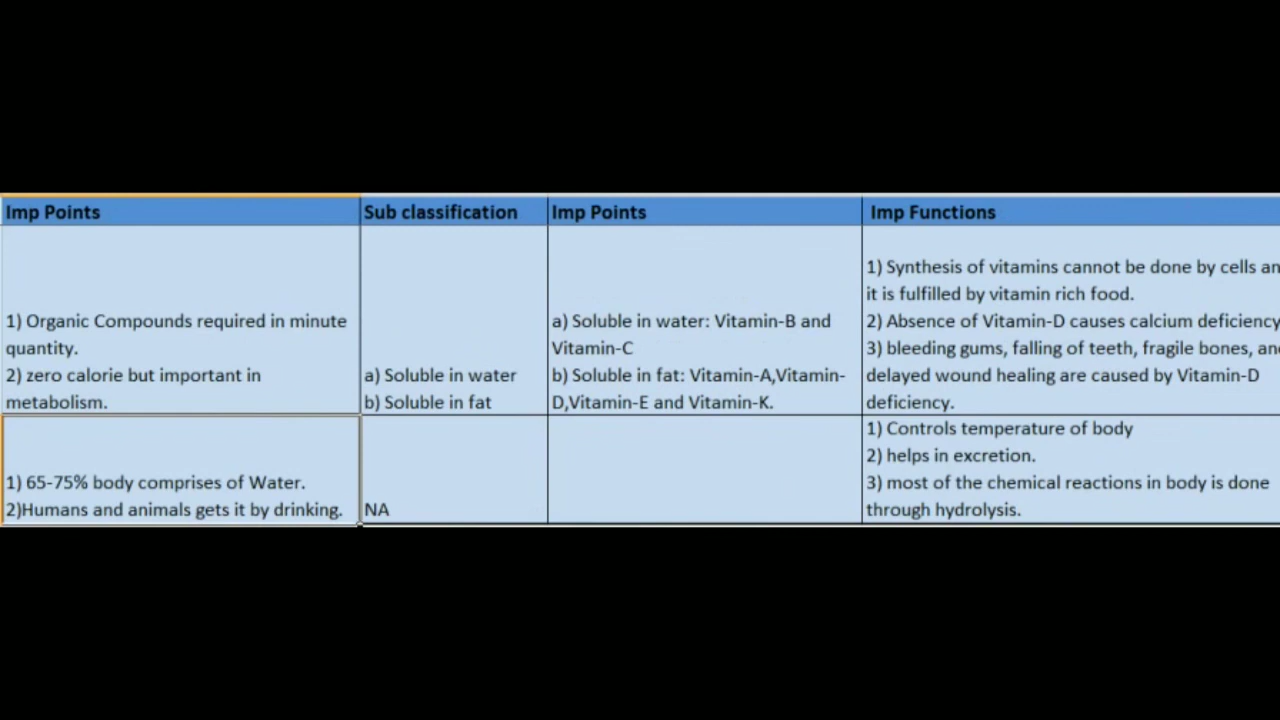 Imp Points
Sub classification
Imp Points
Imp Functions
1) Organic Compounds required in minute
quantity.
2) zero calorie but important in
metabolism.
a) Soluble in water
b) Soluble in fat
a) Soluble in water: Vitamin-B and
Vitamin-C
b) Soluble in fat: Vitamin-A,Vitamin-
D,Vitamin-E and Vitamin-K.
1) Synthesis of vitamins cannot be done by cells
it is fulfilled by vitamin rich food.
2) Absence of Vitamin-D causes calcium deficiency
3) bleeding gums, falling of teeth, fragile bones,
delayed wound healing are caused by Vitamin-D
deficiency.
1) 65-75% body comprises of Water.
2)Humans and animals gets it by drinking.
NA
1) Controls temperature of body
2) helps in excretion.
3) most of the chemical reactions in body is done
through hydrolysis.